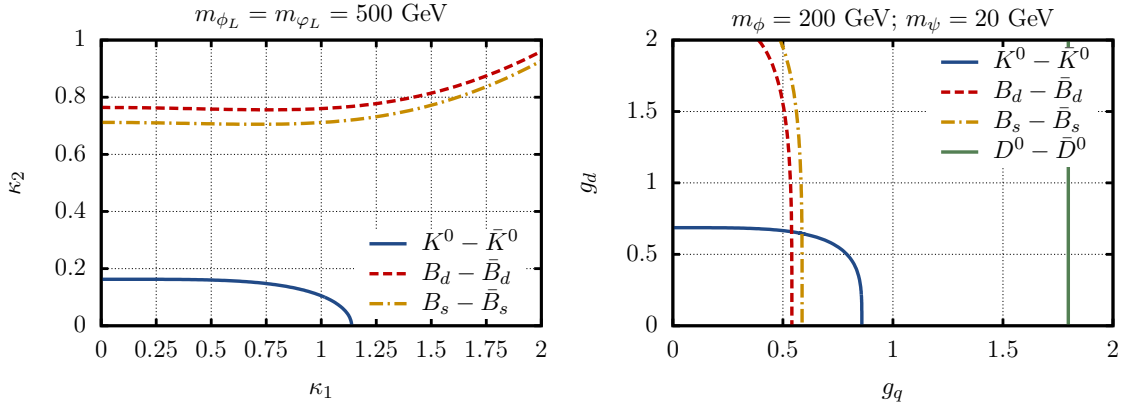 m_{ϕ_L} = m_{φ_L} = 500 GeV
1
0.8
0.6
0.4
0.2
0
κ_2
0 0.25 0.5 0.75 1 1.25 1.5 1.75 2
κ_1
K^0 − K̄^0
B_d − B̄_d
B_s − B̄_s
m_ϕ = 200 GeV; m_ψ = 20 GeV
2
1.5
1
0.5
0
g_d
0 0.5 1 1.5 2
g_q
K^0 − K̄^0
B_d − B̄_d
B_s − B̄_s
D^0 − D̄^0